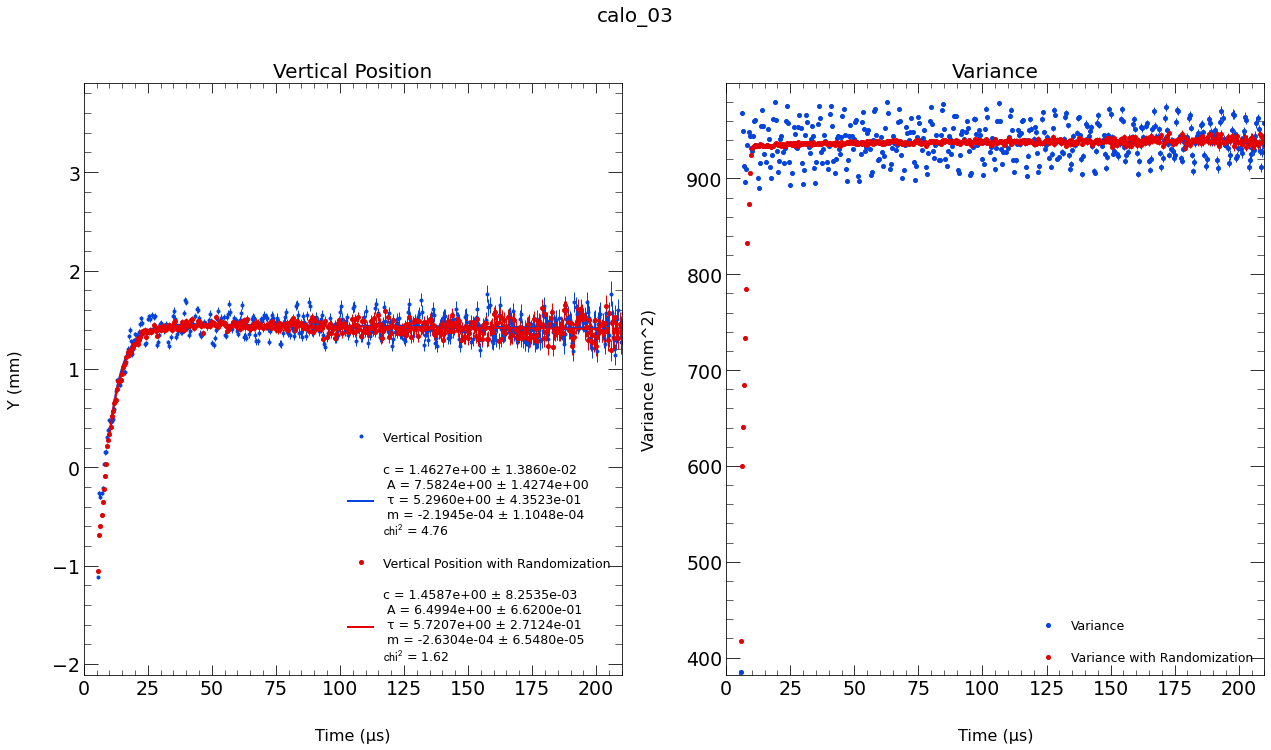 calo_03
Vertical Position
3
2
1
0
−1
−2
Y (mm)
0 25 50 75 100 125 150 175 200
Time (μs)
Vertical Position
c = 1.4627e+00 ± 1.3860e-02
A = 7.5824e+00 ± 1.4274e+00
τ = 5.2960e+00 ± 4.3523e-01
m = -2.1945e-04 ± 1.1048e-04
chi² = 4.76
Vertical Position with Randomization
c = 1.4587e+00 ± 8.2535e-03
A = 6.4994e+00 ± 6.6200e-01
τ = 5.7207e+00 ± 2.7124e-01
m = -2.6304e-04 ± 6.5480e-05
chi² = 1.62
Variance
900
800
700
600
500
400
Variance (mm^2)
0 25 50 75 100 125 150 175 200
Time (μs)
Variance
Variance with Randomization